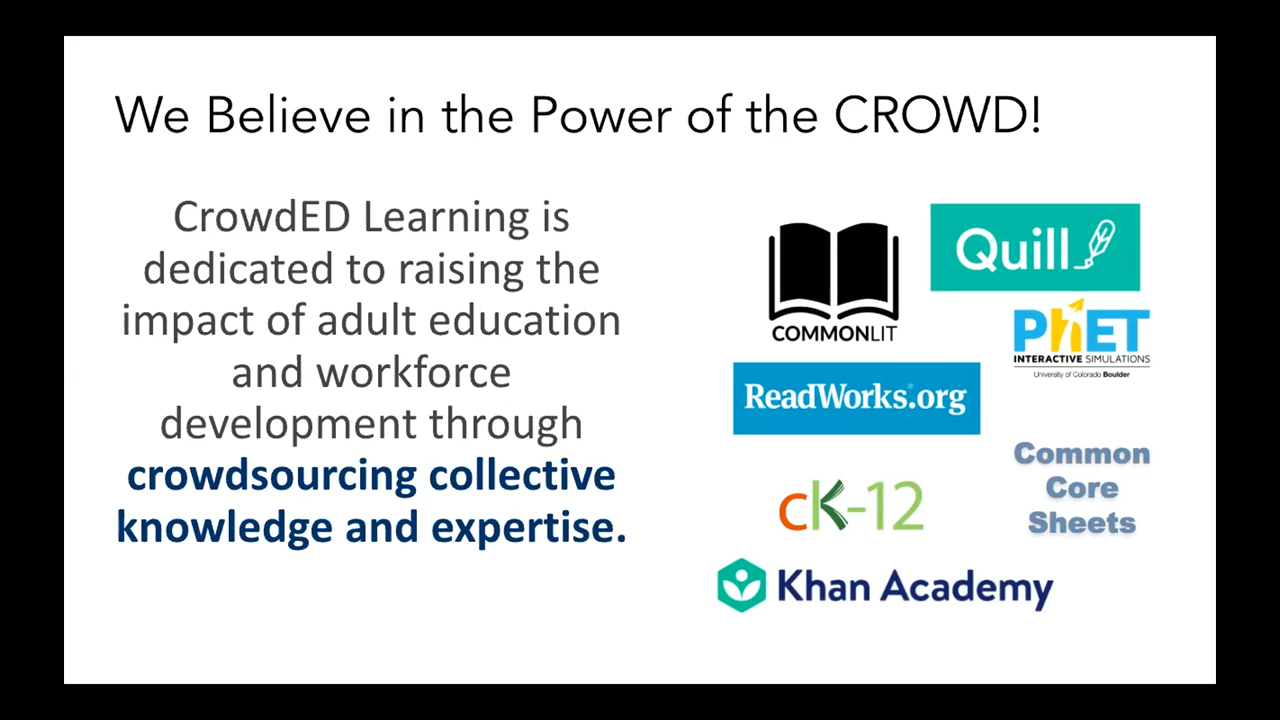 We Believe in the Power of the CROWD!
CrowdED Learning is
dedicated to raising the
impact of adult education
and workforce
development through
crowdsourcing collective
knowledge and expertise.
COMMONLIT
Quill
PhET
INTERACTIVE SIMULATIONS
University of Colorado Boulder
ReadWorks.org
Common
Core
Sheets
cK-12
Khan Academy